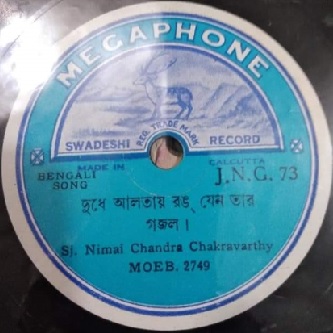 MEGAPHONE
REG. TRADE MARK
SWADESHI RECORD
MADE IN CALCUTTA
BENGALI SONG
J.N.G. 73
দুধে আলতায় রঙ্ যেন তার
গজল।
Sj. Nimai Chandra Chakravarthy
MOEB. 2749